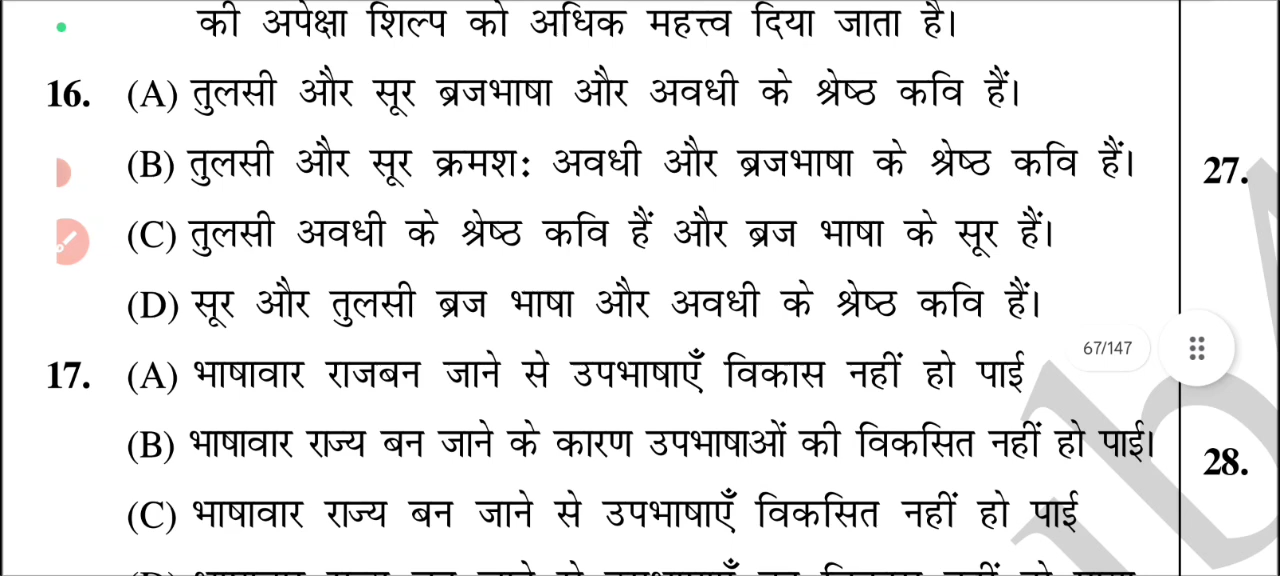 की अपेक्षा शिल्प को अधिक महत्त्व दिया जाता है।
16. (A) तुलसी और सूर ब्रजभाषा और अवधी के श्रेष्ठ कवि हैं।
(B) तुलसी और सूर क्रमशः अवधी और ब्रजभाषा के श्रेष्ठ कवि हैं।
(C) तुलसी अवधी के श्रेष्ठ कवि हैं और ब्रज भाषा के सूर हैं।
(D) सूर और तुलसी ब्रज भाषा और अवधी के श्रेष्ठ कवि हैं।
17. (A) भाषावार राजबन जाने से उपभाषाएँ विकास नहीं हो पाई
(B) भाषावार राज्य बन जाने के कारण उपभाषाओं की विकसित नहीं हो पाई।
(C) भाषावार राज्य बन जाने से उपभाषाएँ विकसित नहीं हो पाई
27.
67/147
28.